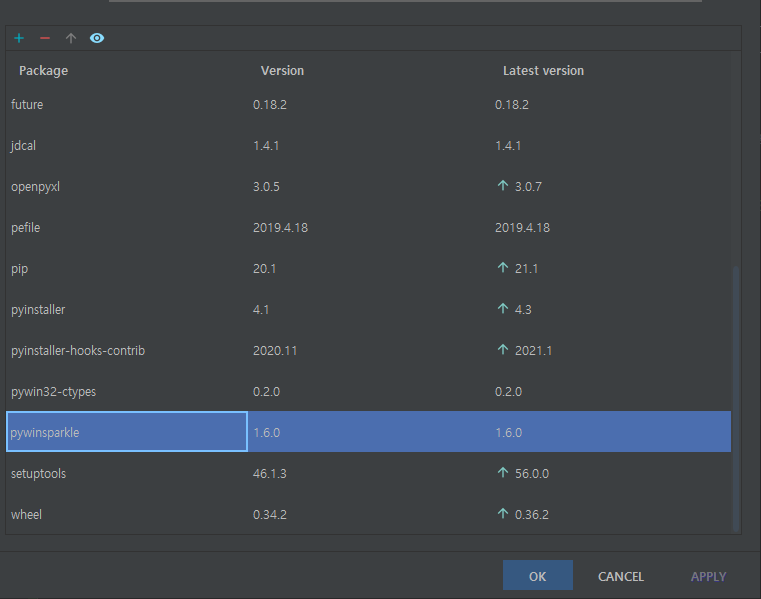 Package Version Latest version
future 0.18.2 0.18.2
jdcal 1.4.1 1.4.1
openpyxl 3.0.5 3.0.7
pefile 2019.4.18 2019.4.18
pip 20.1 21.1
pyinstaller 4.1 4.3
pyinstaller-hooks-contrib 2020.11 2021.1
pywin32-ctypes 0.2.0 0.2.0
pywinsparkle 1.6.0 1.6.0
setuptools 46.1.3 56.0.0
wheel 0.34.2 0.36.2
OK CANCEL APPLY